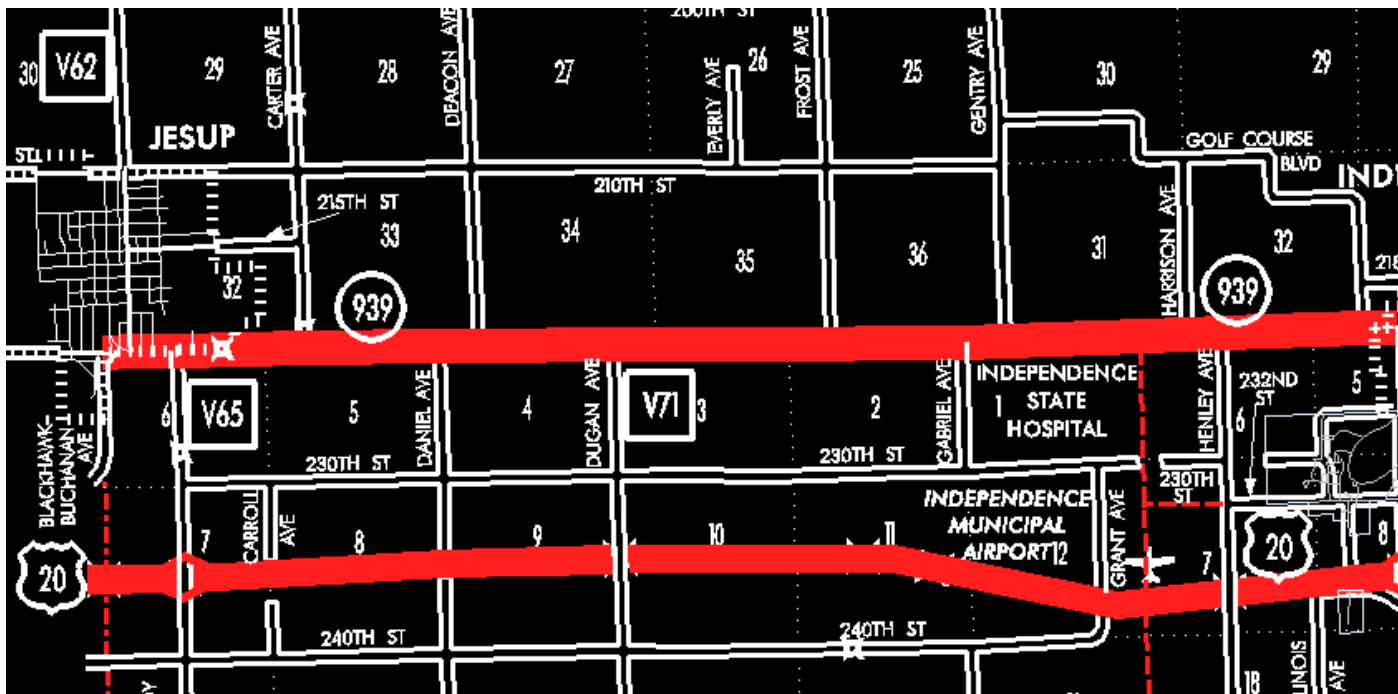 200TH ST
30
V62
29
CARTER AVE
28
DEACON AVE
27
EVERLY AVE
26
FROST AVE
25
GENTRY AVE
30
29
JESUP
GOLF COURSE
BLVD
ST
210TH ST
215TH ST
33
34
35
36
31
HARRISON AVE
32
32
939
939
6
V65
5
DANIEL AVE
4
DUGAN AVE
V71
3
2
GABRIEL AVE
1
INDEPENDENCE
STATE
HOSPITAL
HENLEY AVE
6
232ND
ST
5
BLACKHAWK-
BUCHANAN
AVE
230TH ST
230TH ST
230TH
ST
INDEPENDENCE
MUNICIPAL
AIRPORT
20
7
CARROLL
AVE
8
9
10
11
12
GRANT AVE
7
20
8
240TH ST
240TH ST
18
AVE